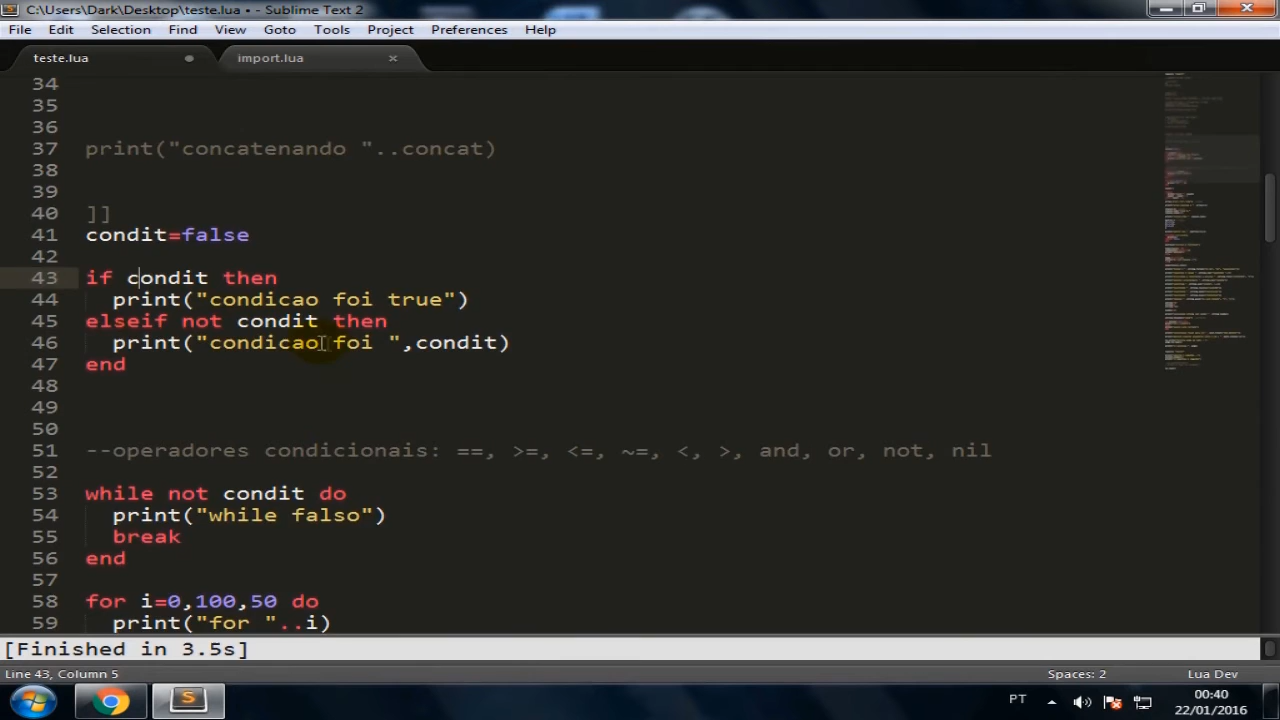 C:\Users\Dark\Desktop\teste.lua • - Sublime Text 2
File Edit Selection Find View Goto Tools Project Preferences Help
teste.lua import.lua
34
35
36
37 print("concatenando "..concat)
38
39
40 ]]
41 condit=false
42
43 if condit then
44 print("condicao foi true")
45 elseif not condit then
46 print("condicao foi ",condit)
47 end
48
49
50
51 --operadores condicionais: ==, >=, <=, ~=, <, >, and, or, not, nil
52
53 while not condit do
54 print("while falso")
55 break
56 end
57
58 for i=0,100,50 do
59 print("for "..i)
[Finished in 3.5s]
Line 43, Column 5 Spaces: 2 Lua Dev
PT 00:40
22/01/2016